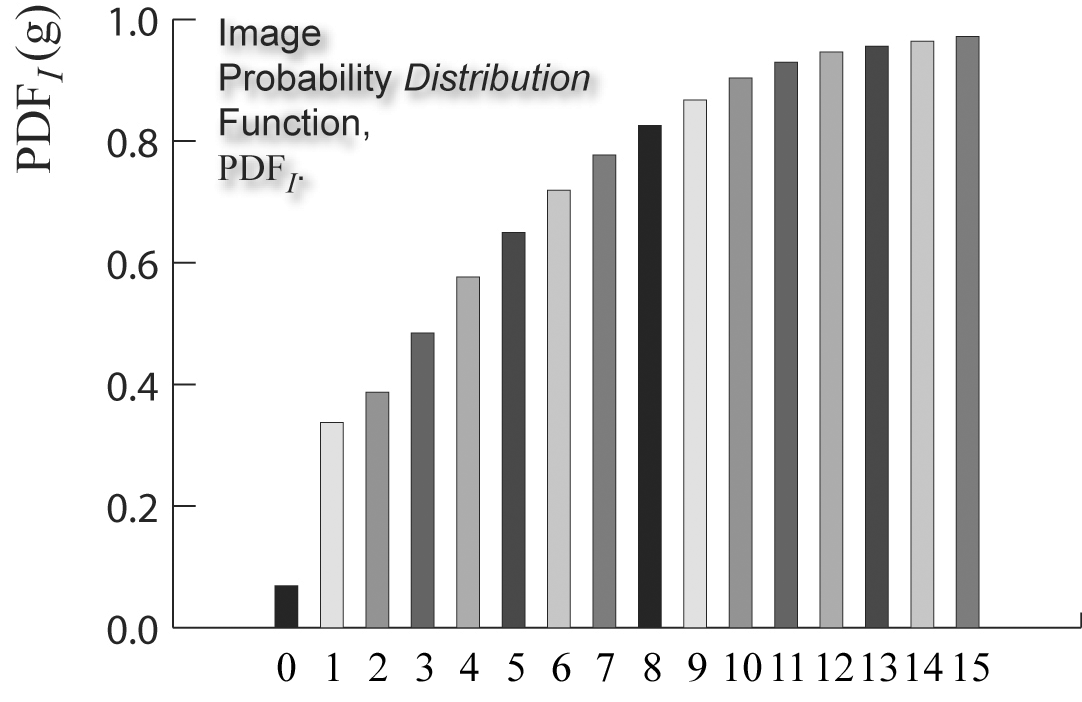 PDF_I(g)
Image
Probability Distribution
Function,
PDF_I.
1.0
0.8
0.6
0.4
0.2
0.0
0 1 2 3 4 5 6 7 8 9 10 11 12 13 14 15